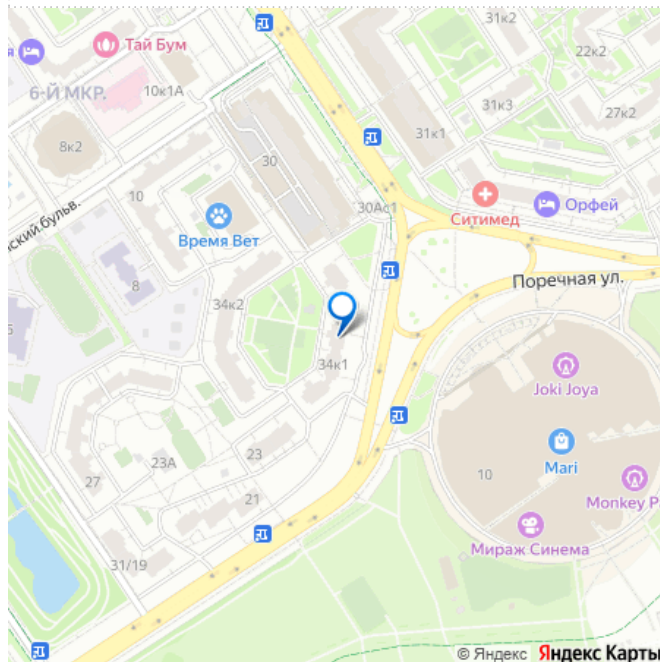 31к2
22к2
Тай Бум
10к1А
6-Й МКР.
31к3
27к2
8к2
31к1
30
10
Ситимед
Орфей
30Ас1
ский бульв.
Время Вет
Поречная ул.
8
34к2
34к1
Joki Joya
Mari
10
23
23А
27
21
Monkey P
Мираж Синема
31/19
© Яндекс Яндекс Карты